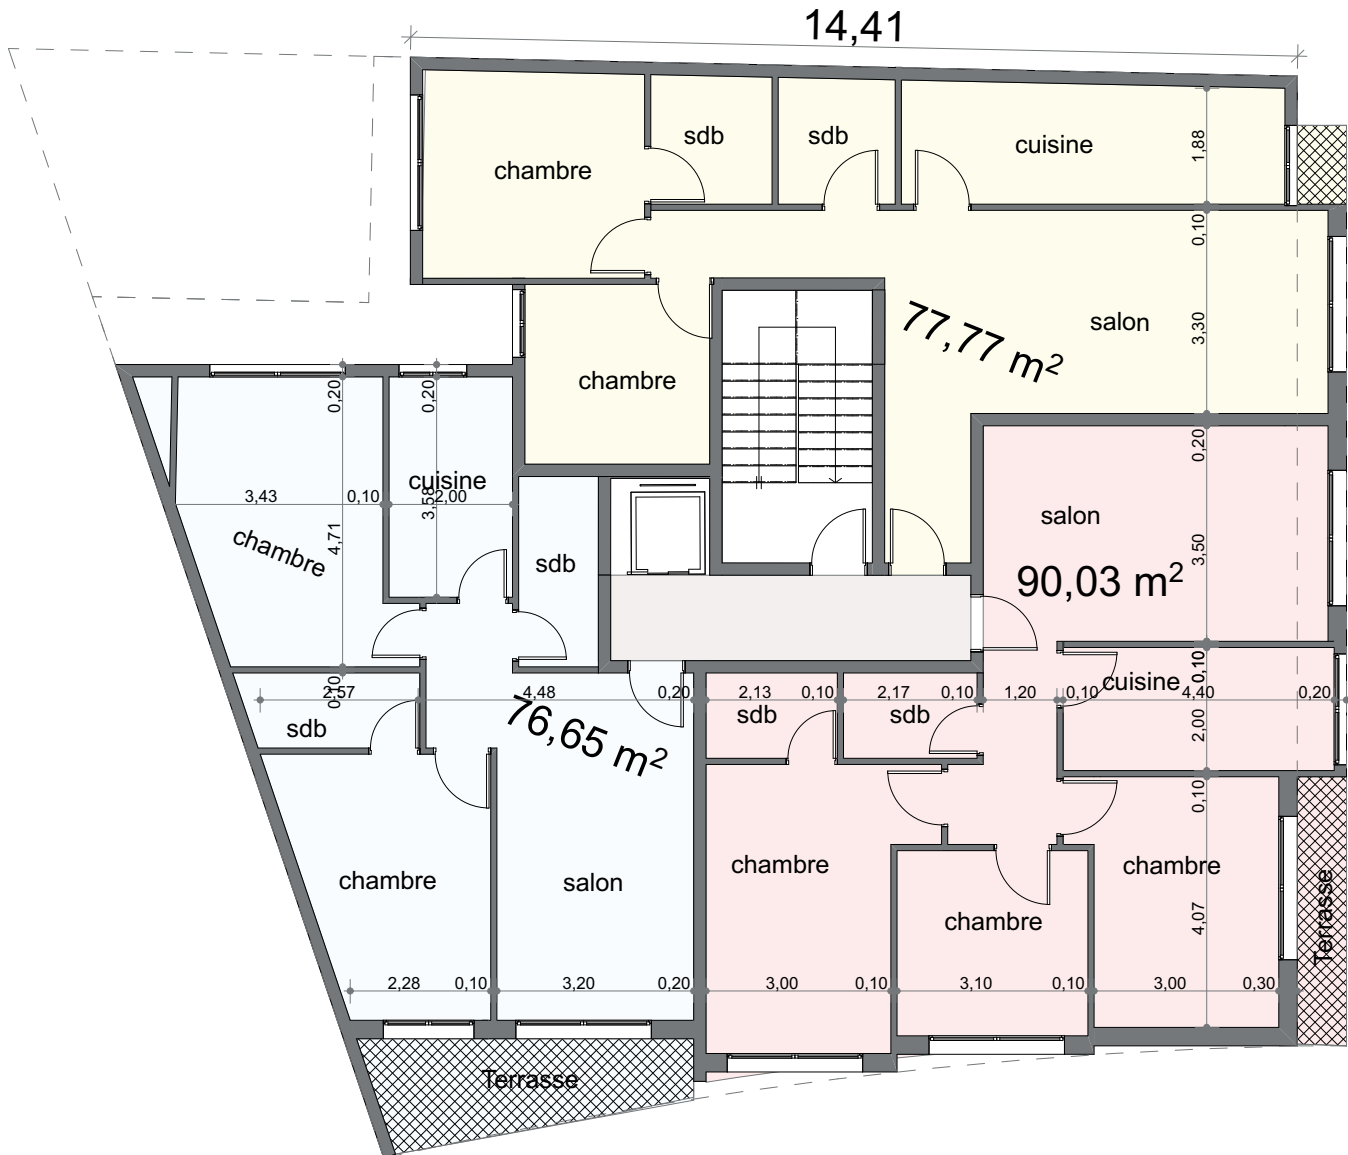 14,41
sdb
sdb
cuisine
1,88
chambre
0,10
salon
3,30
77,77 m²
chambre
0,20
0,20
0,20
cuisine
3,43
0,10
3,58
2,00
4,71
chambre
sdb
salon
3,50
90,03 m²
0,10
cuisine
2,57
0,10
4,48
0,20
2,13
0,10
2,17
0,10
1,20
0,10
4,40
0,20
sdb
76,65 m²
sdb
sdb
2,00
0,10
chambre
salon
chambre
chambre
chambre
4,07
Terrasse
2,28
0,10
3,20
0,20
3,00
0,10
3,10
0,10
3,00
0,30
Terrasse